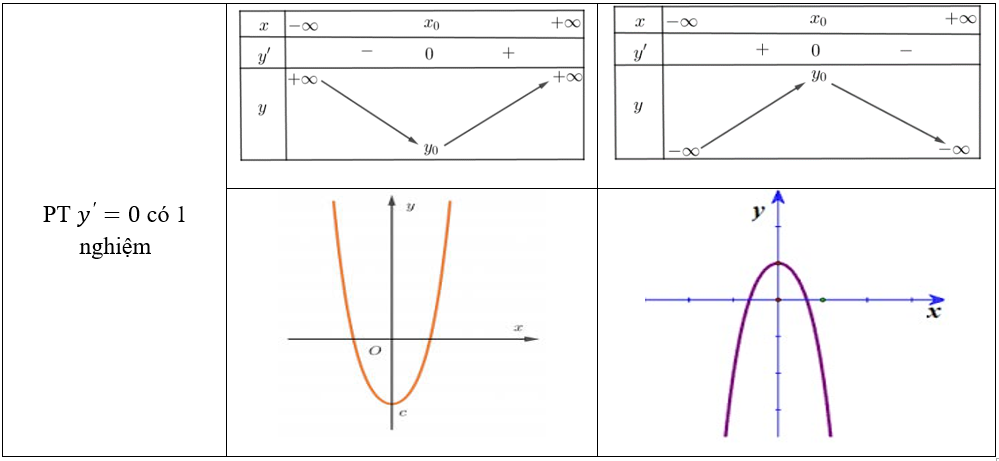 PT y′ = 0 có 1
nghiệm
x −∞ x₀ +∞
y′ − 0 +
y +∞ y₀ +∞
x −∞ x₀ +∞
y′ + 0 −
y −∞ y₀ −∞
y
x
O
c
y
x